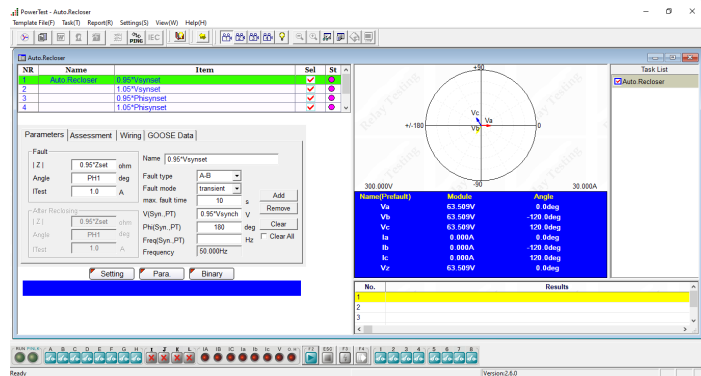 PowerTest - Auto.Recloser
Template File(F) Task(T) Report(R) Settings(S) View(W) Help(H)
PING IEC
Auto.Recloser
NR Name Item Sel St
1 Auto.Recloser 0.95*Vsynset
2 1.05*Vsynset
3 0.95*Phisynset
4 1.05*Phisynset
Parameters Assessment Wiring GOOSE Data
Fault
| Z | 0.95*Zset ohm
Angle PH1 deg
ITest 1.0 A
After Reclosing
| Z | 0.95*Zset ohm
Angle PH1 deg
ITest 1.0 A
Name 0.95*Vsynset
Fault type A-B
Fault mode transient
max. fault time 10 s
V(Syn.,PT) 0.95*Vsynch V
Phi(Syn.,PT) 180 deg
Freq(Syn.,PT) Hz
Frequency 50.000Hz
Add
Remove
Clear
Clear All
Setting Para. Binary
+90
+/-180
0
-90
Vc
Va
Vb
Relay Testing
300.000V 30.000A
Name(Prefault) Module Angle
Va 63.509V 0.0deg
Vb 63.509V -120.0deg
Vc 63.509V 120.0deg
Ia 0.000A 0.0deg
Ib 0.000A -120.0deg
Ic 0.000A 120.0deg
Vz 63.509V 0.0deg
No. Results
1
2
3
Task List
Auto.Recloser
RUN A B C D E F G H I J K L IA IB IC Ia Ib Ic V F2 ESC F3 F4 1 2 3 4 5 6 7 8
Ready
Version:2.6.0